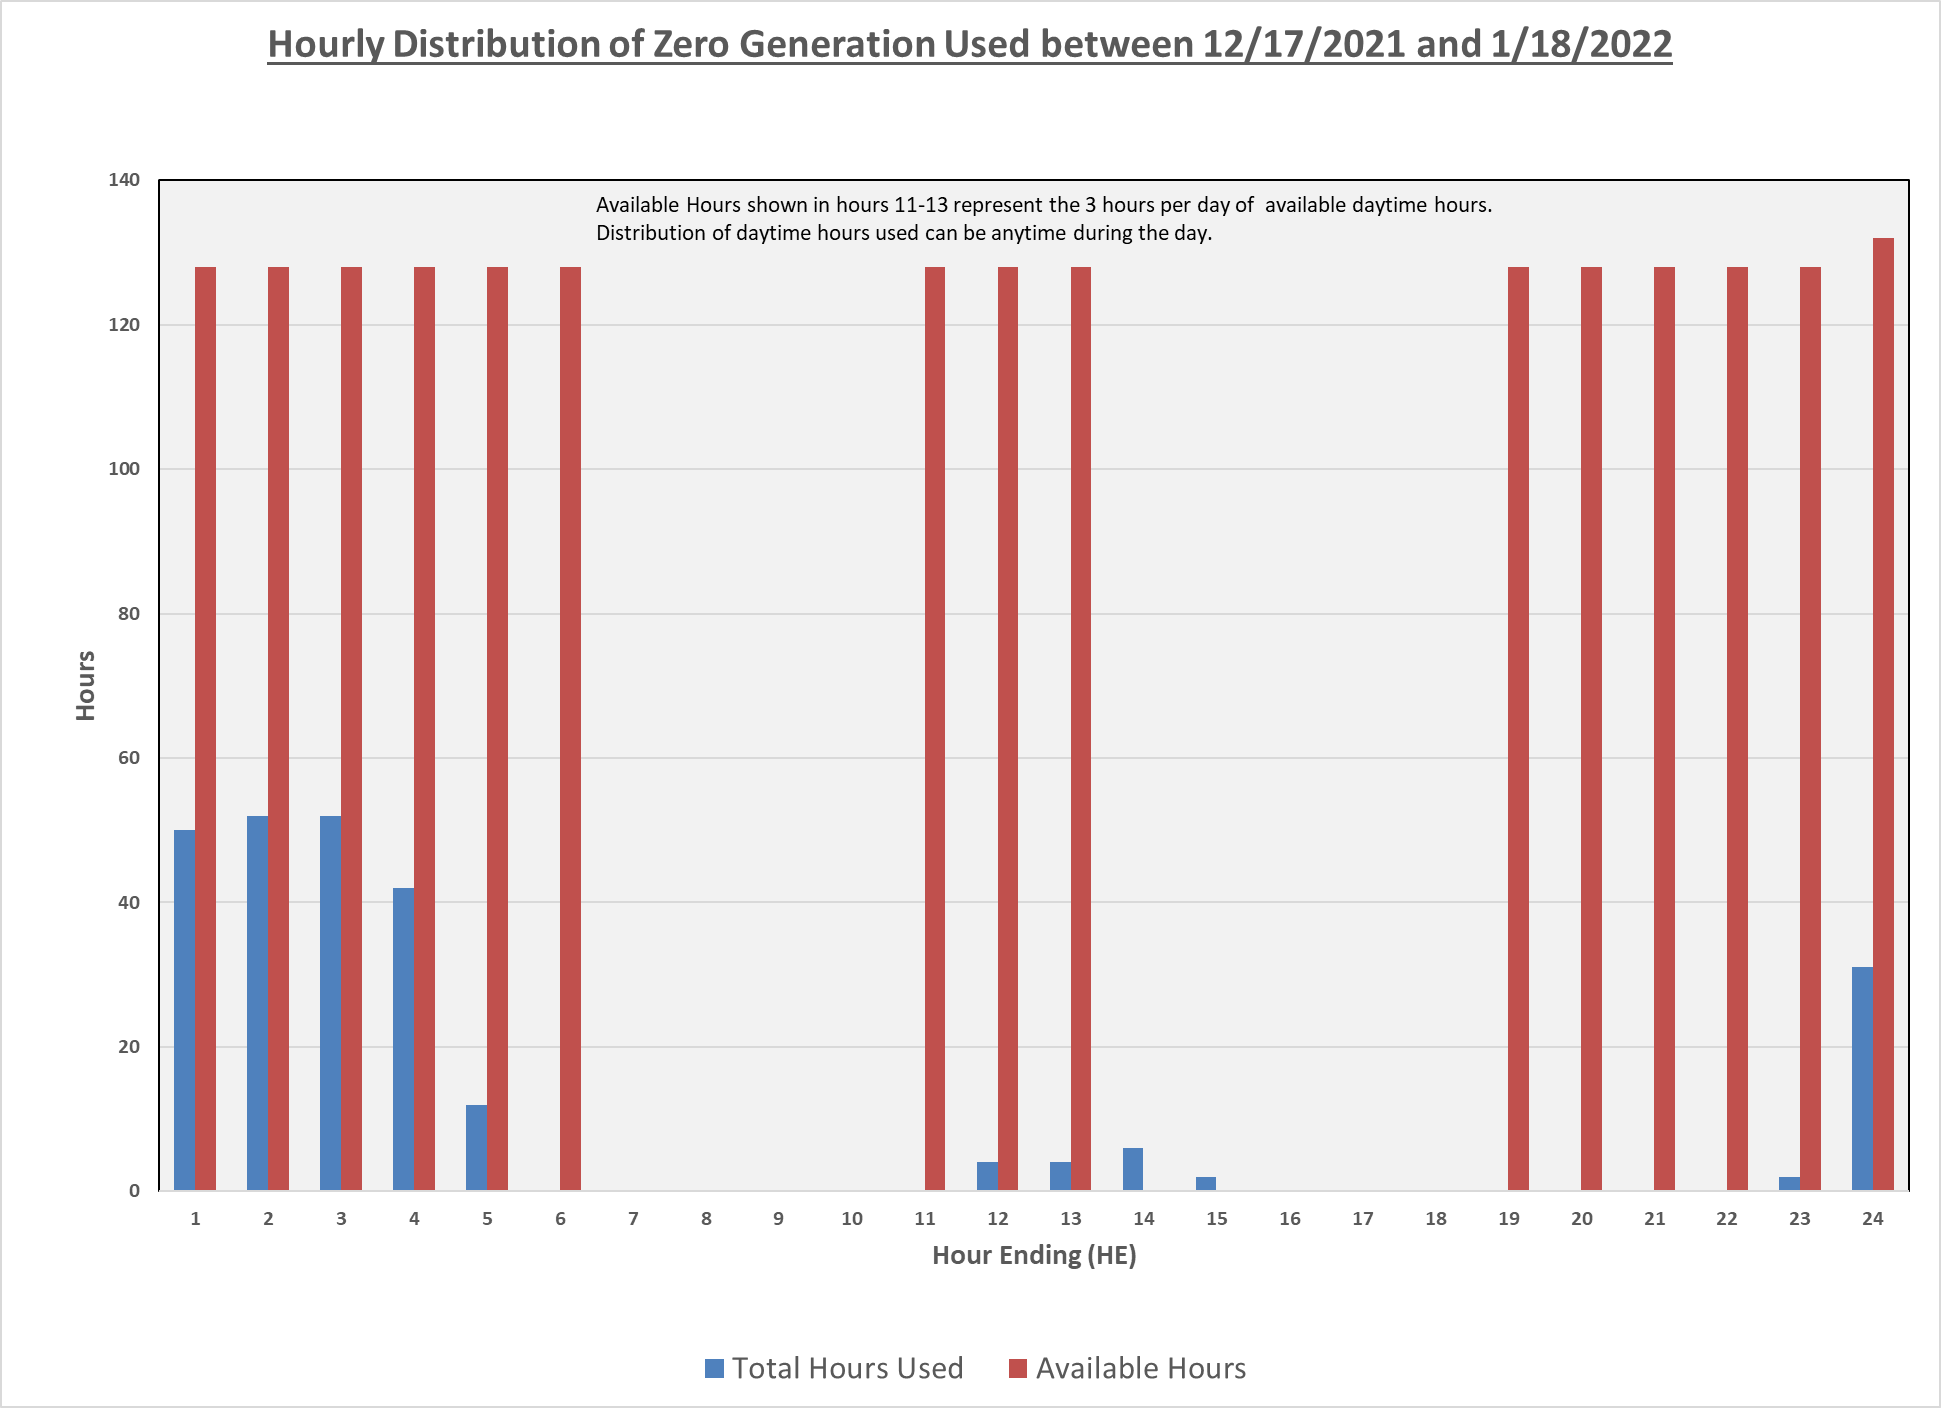 Hourly Distribution of Zero Generation Used between 12/17/2021 and 1/18/2022
Available Hours shown in hours 11-13 represent the 3 hours per day of  available daytime hours.
Distribution of daytime hours used can be anytime during the day.
140
120
100
80
60
40
20
0
Hours
1 2 3 4 5 6 7 8 9 10 11 12 13 14 15 16 17 18 19 20 21 22 23 24
Hour Ending (HE)
Total Hours Used Available Hours